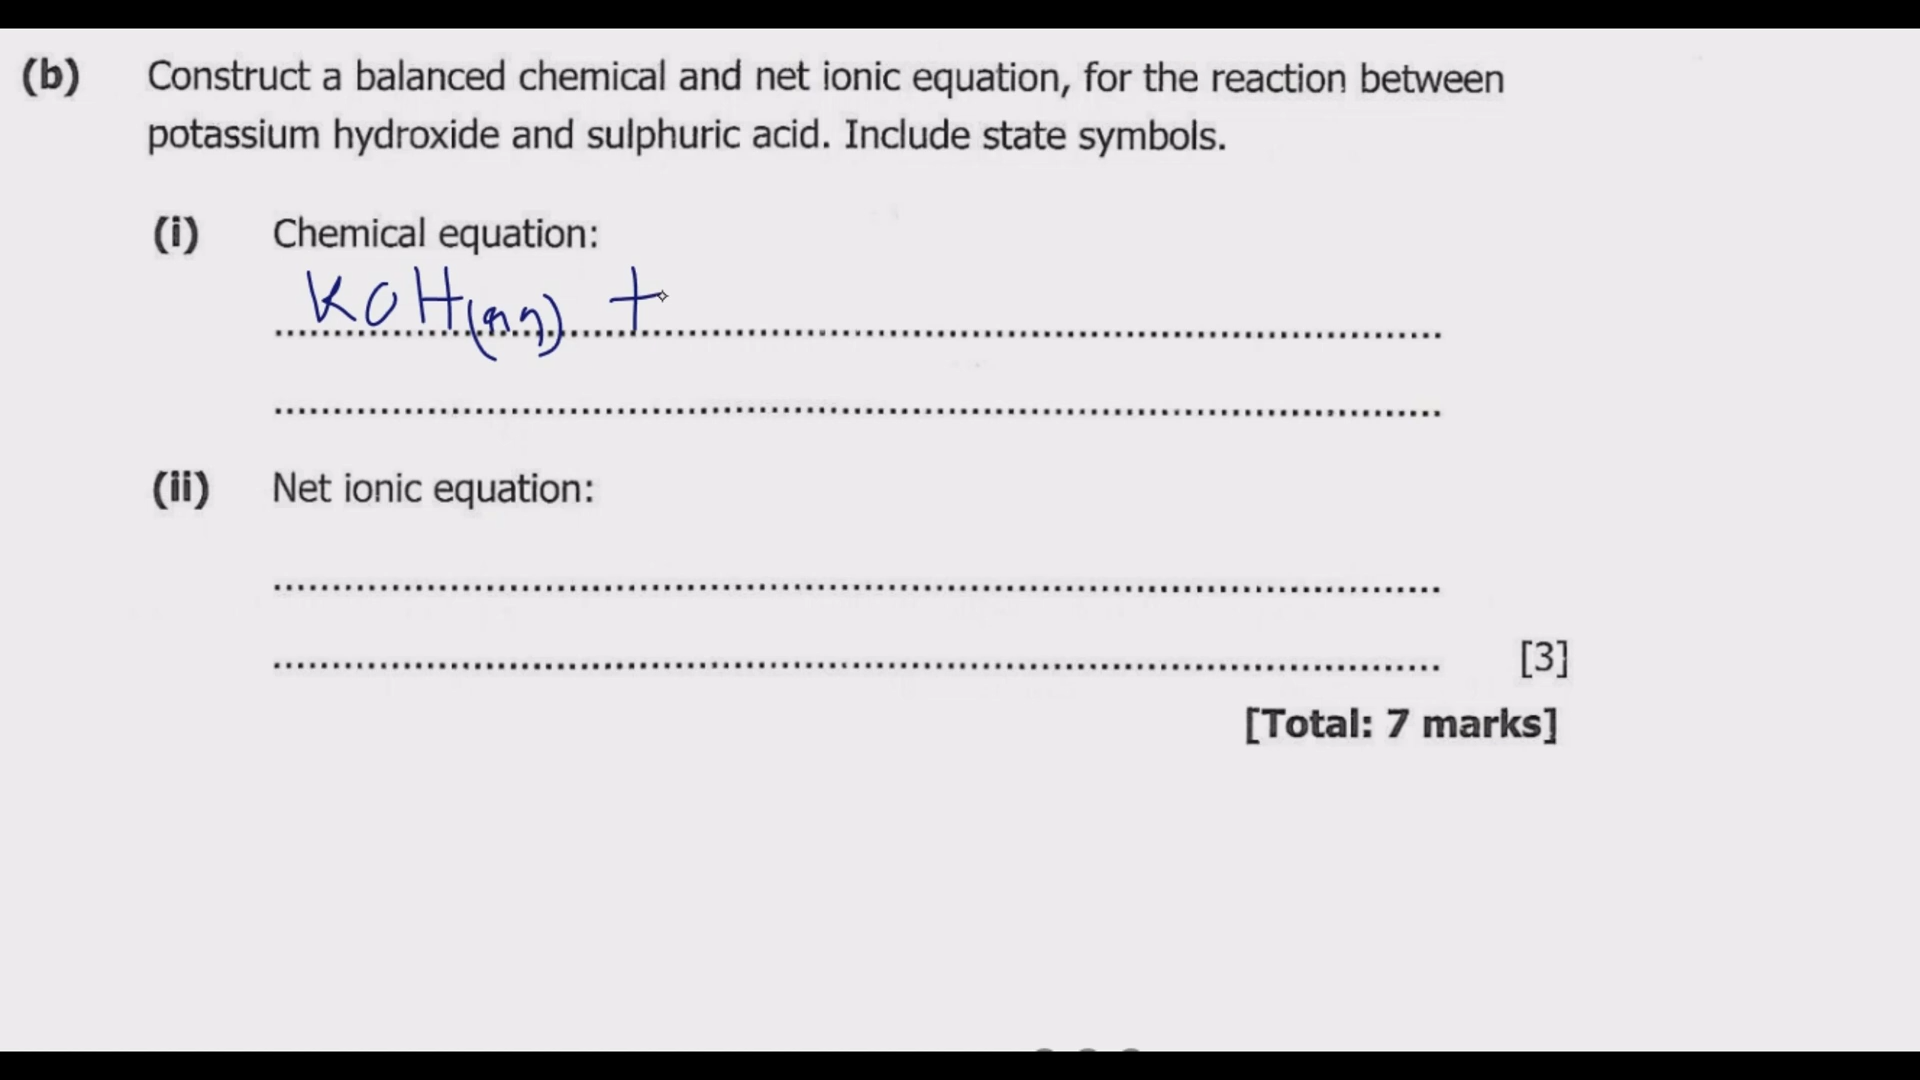 (b) Construct a balanced chemical and net ionic equation, for the reaction between
potassium hydroxide and sulphuric acid. Include state symbols.
(i) Chemical equation:
KOH(aq) +
(ii) Net ionic equation:
[3]
[Total: 7 marks]